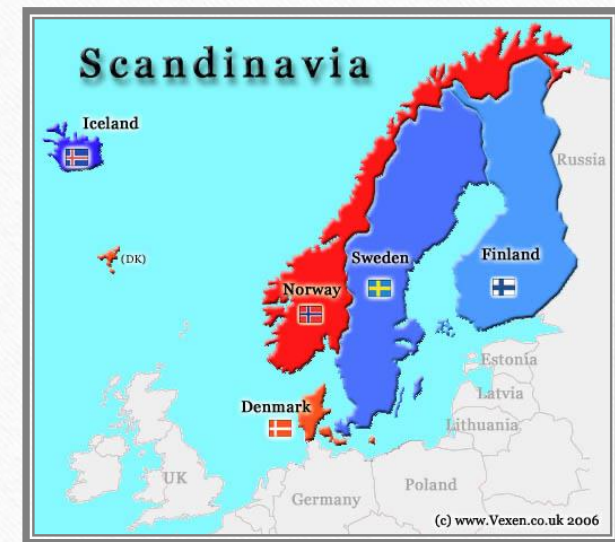 Scandinavia
Iceland
Russia
(DK)
Sweden
Finland
Norway
Estonia
Latvia
Denmark
Lithuania
UK
Germany
Poland
(c) www.Vexen.co.uk 2006